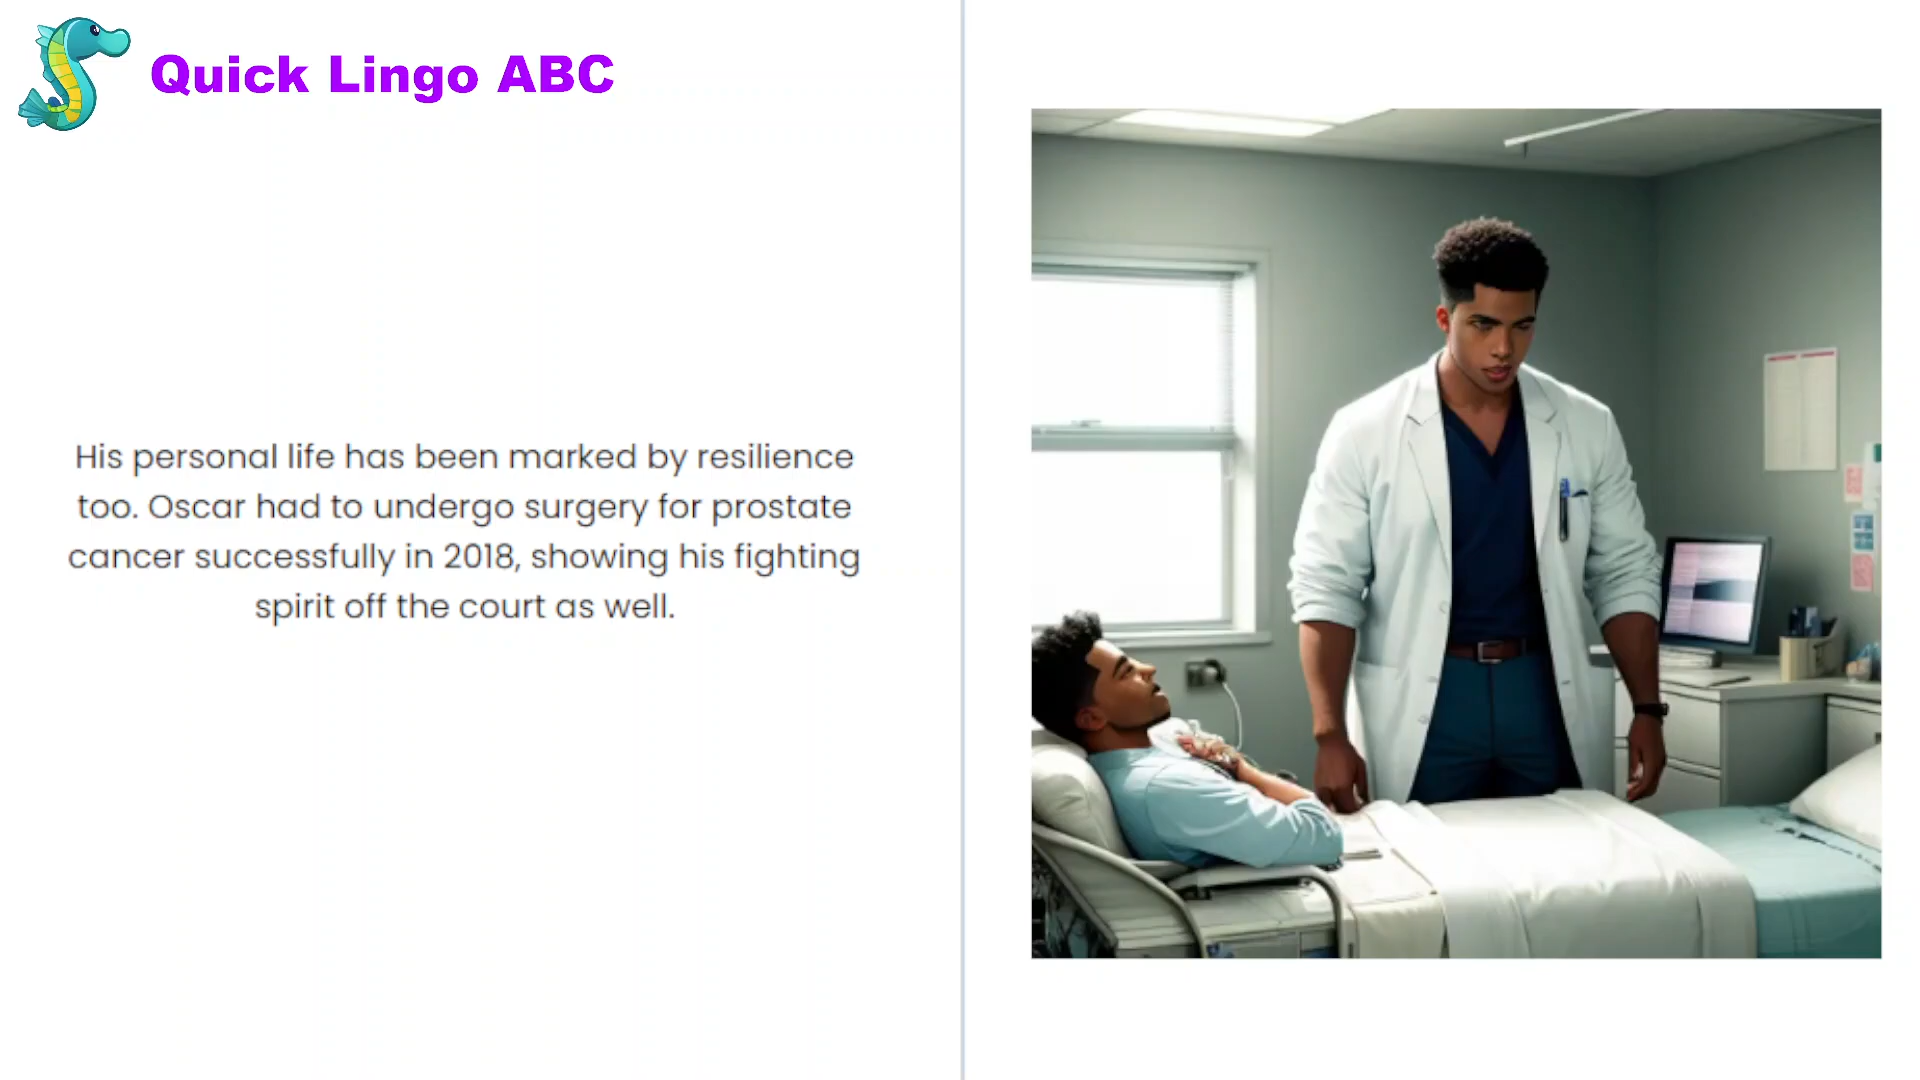 Quick Lingo ABC
His personal life has been marked by resilience
too. Oscar had to undergo surgery for prostate
cancer successfully in 2018, showing his fighting
spirit off the court as well.